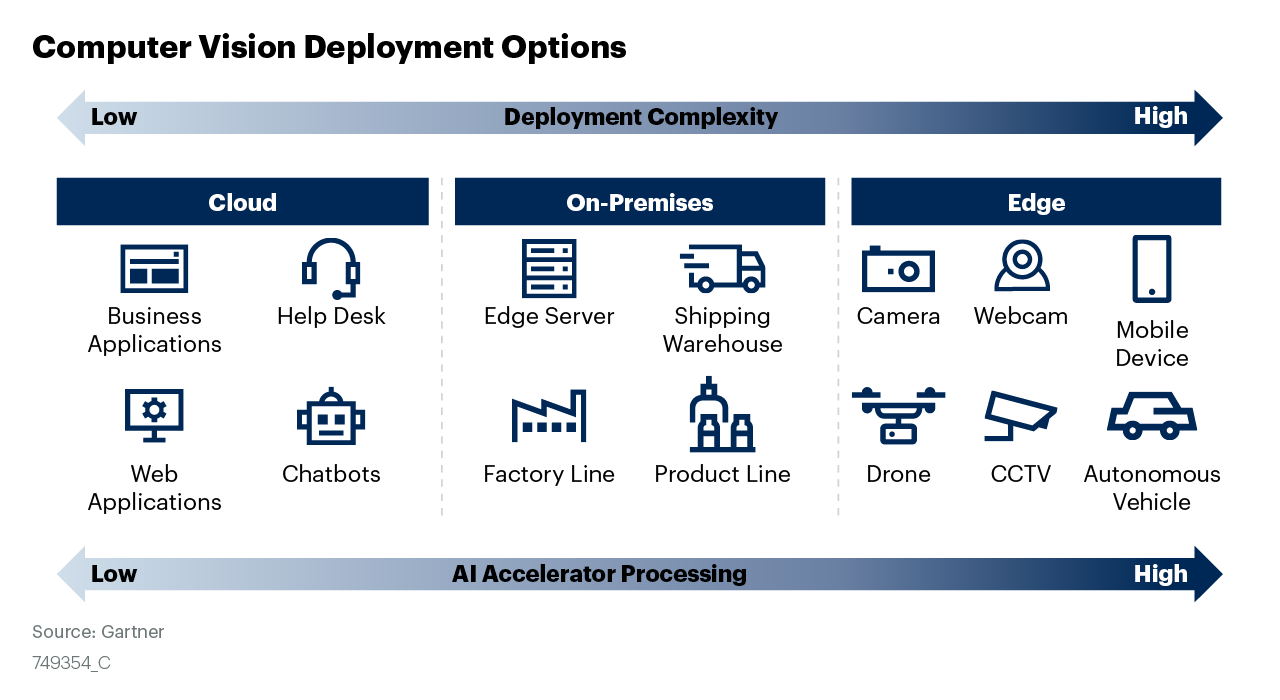 Computer Vision Deployment Options
Low Deployment Complexity High
Cloud
On-Premises
Edge
Business
Applications
Help Desk
Edge Server
Shipping
Warehouse
Camera
Webcam
Mobile
Device
Web
Applications
Chatbots
Factory Line
Product Line
Drone
CCTV
Autonomous
Vehicle
Low AI Accelerator Processing High
Source: Gartner
749354_C